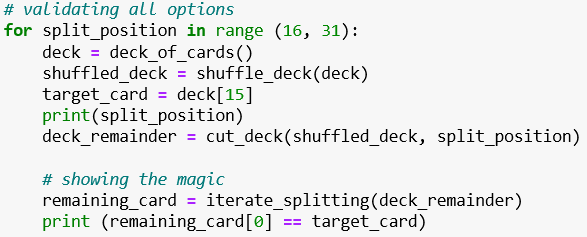 # validating all options
for split_position in range (16, 31):
    deck = deck_of_cards()
    shuffled_deck = shuffle_deck(deck)
    target_card = deck[15]
    print(split_position)
    deck_remainder = cut_deck(shuffled_deck, split_position)

    # showing the magic
    remaining_card = iterate_splitting(deck_remainder)
    print (remaining_card[0] == target_card)